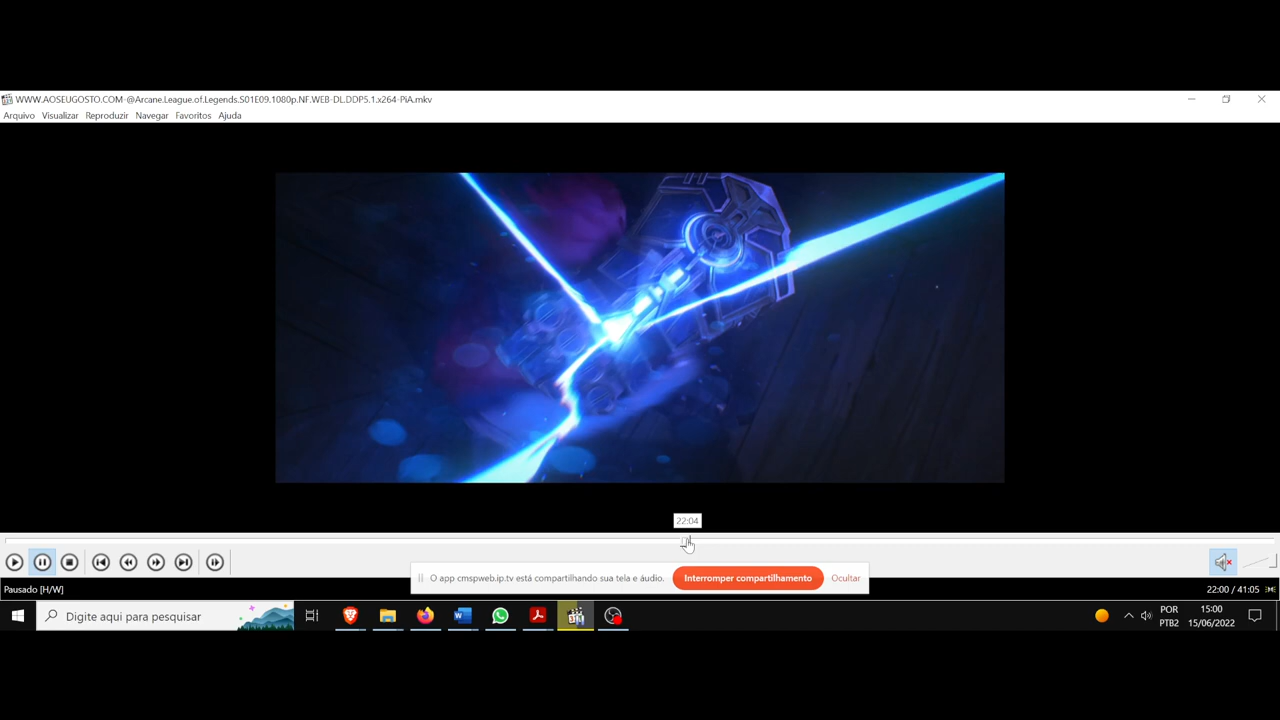 WWW.AOSEUGOSTO.COM-@Arcane.League.of.Legends.S01E09.1080p.NF.WEB-DL.DDP5.1.x264-PiA.mkv
Arquivo Visualizar Reproduzir Navegar Favoritos Ajuda
22:04
O app cmspweb.ip.tv está compartilhando sua tela e áudio. Interromper compartilhamento Ocultar
Pausado [H/W] 22:00 / 41:05
Digite aqui para pesquisar
POR 15:00
PTB2 15/06/2022